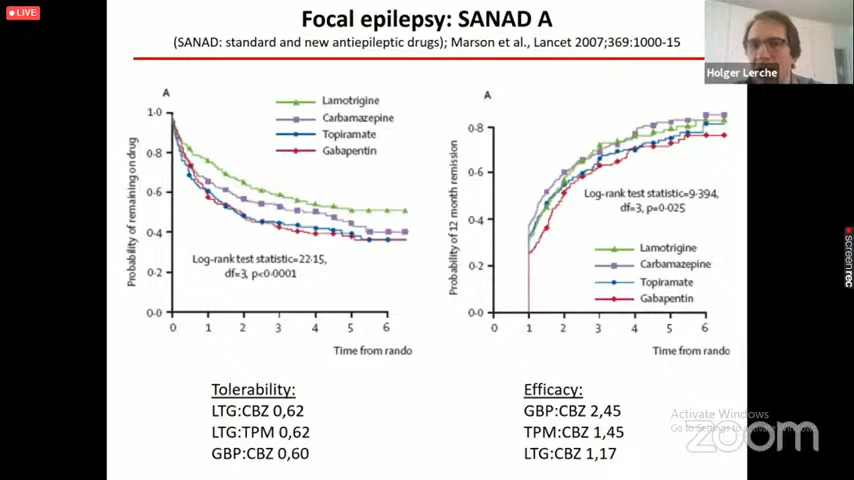 LIVE
Focal epilepsy: SANAD A
(SANAD: standard and new antiepileptic drugs); Marson et al., Lancet 2007;369:1000-15
Holger Lerche
A
Lamotrigine
Carbamazepine
Topiramate
Gabapentin
Probability of remaining on drug
1·0
0·8
0·6
0·4
0·2
0·0
Log-rank test statistic=22·15,
df=3, p<0·0001
0 1 2 3 4 5 6
Time from rando
A
Probability of 12 month remission
0·8
0·6
0·4
0·2
0·0
Log-rank test statistic=9·394,
df=3, p=0·025
Lamotrigine
Carbamazepine
Topiramate
Gabapentin
1 2 3 4 5 6
Time from rando
Tolerability:
LTG:CBZ 0,62
LTG:TPM 0,62
GBP:CBZ 0,60
Efficacy:
GBP:CBZ 2,45
TPM:CBZ 1,45
LTG:CBZ 1,17
Activate Windows
Go to Settings to activate Windows.
zoom
screenrec